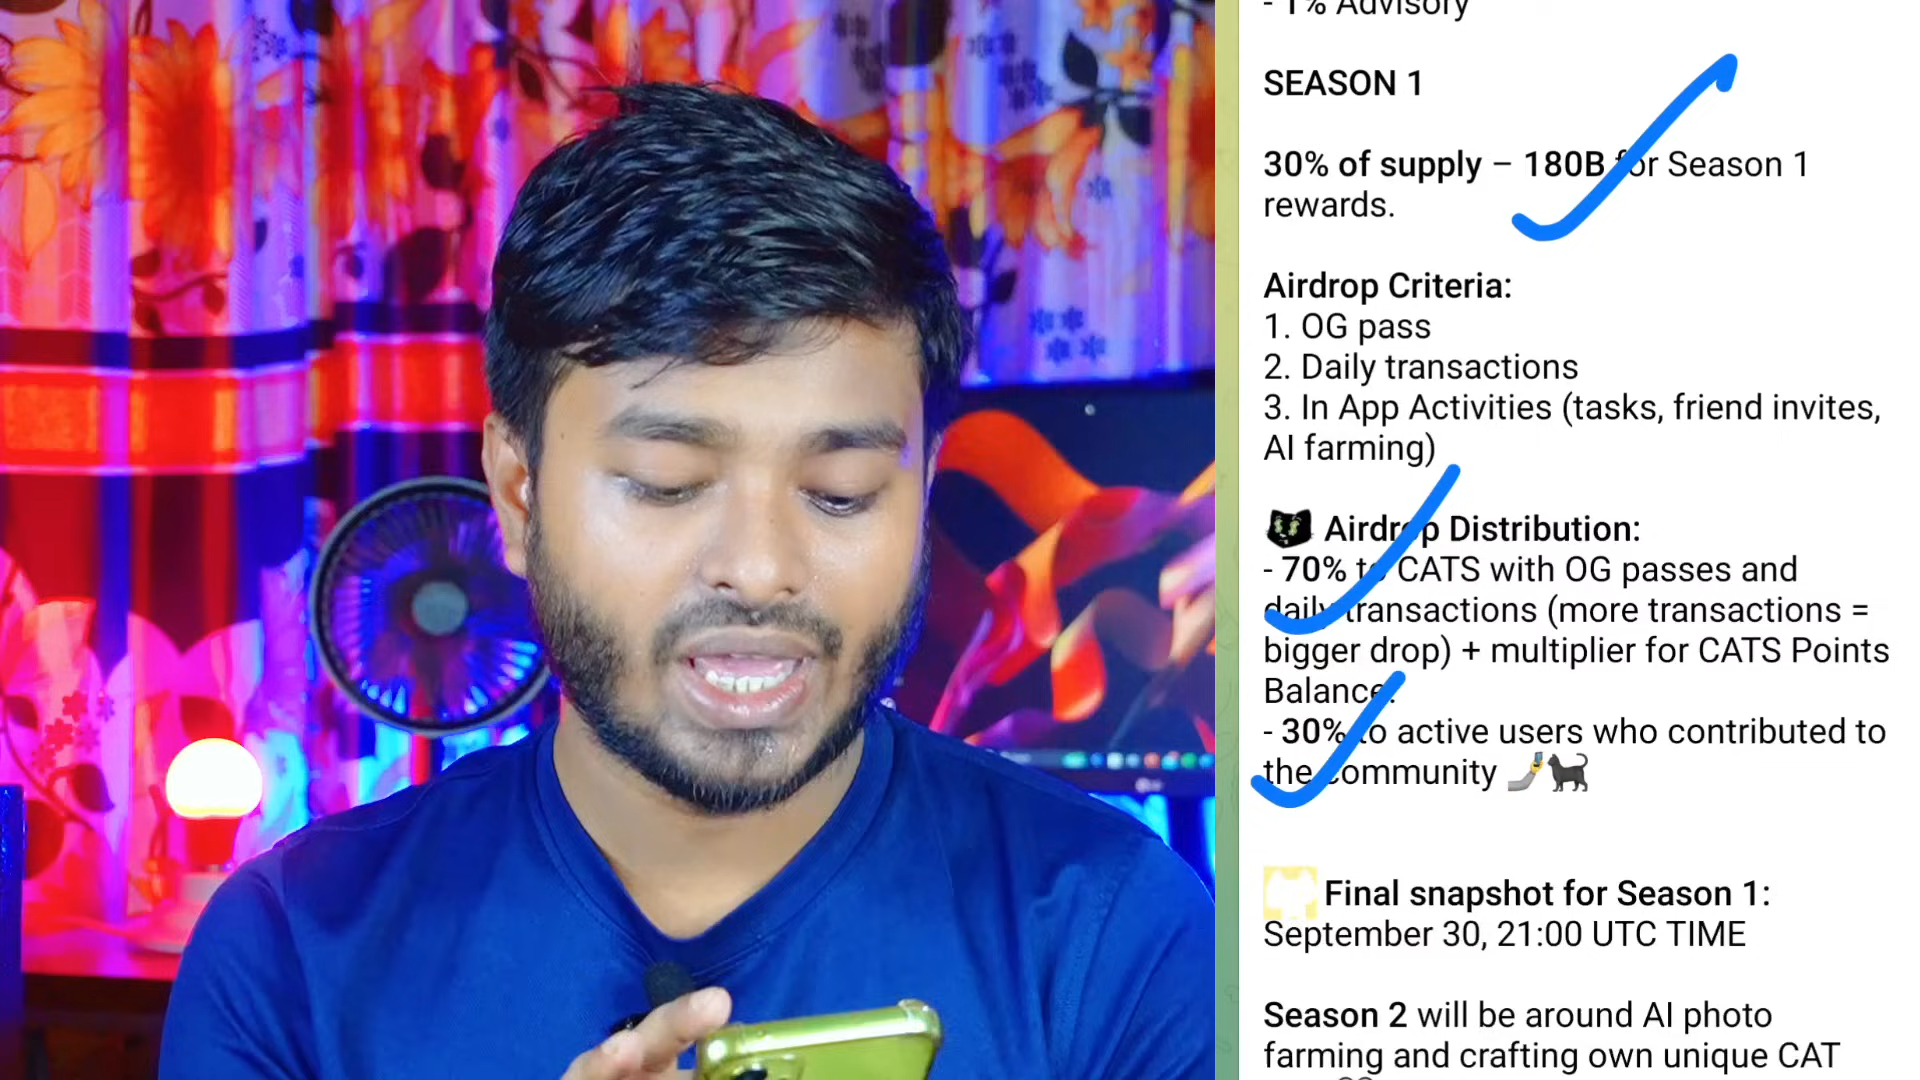 - 1% Advisory
SEASON 1
30% of supply – 180B for Season 1
rewards.
Airdrop Criteria:
1. OG pass
2. Daily transactions
3. In App Activities (tasks, friend invites,
AI farming)
Airdrop Distribution:
- 70% to CATS with OG passes and
daily transactions (more transactions =
bigger drop) + multiplier for CATS Points
Balance.
- 30% to active users who contributed to
the community
Final snapshot for Season 1:
September 30, 21:00 UTC TIME
Season 2 will be around AI photo
farming and crafting own unique CAT